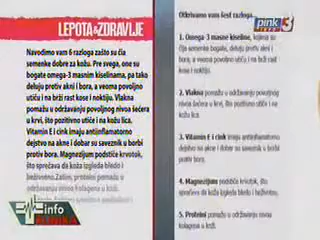 LEPOTA&ZDRAVLJE
Navodimo vam 6 razloga zašto su čia
semenke dobre za kožu. Pre svega, one su
bogate omega-3 masnim kiselinama, pa tako
deluju protiv akni i bora, a veoma povoljno
utiču i na brži rast kose i noktiju. Vlakna
pomažu u održavanju povoljnog nivoa šećera
u krvi, što pozitivno utiče i na kožu lica.
Vitamin E i cink imaju antiinflamatorno
dejstvo na akne i dobar su saveznik u borbi
protiv bora. Magnezijum podstiče krvotok,
što sprečava da koža izgleda bledo i
beživotno. Zatim, proteini pomažu u
održavanju nivoa kolagena u krvi.
Otkrivamo vam šest razloga
1. Omega-3 masne kiseline, kojima su
čia semenke bogate, deluju protiv akni i
bora, a veoma povoljno utiču i na brži rast
kose i noktiju.
2. Vlakna pomažu u održavanju povoljnog
nivoa šećera u krvi, što pozitivno utiče i na
kožu lica.
3. Vitamin E i cink imaju antiinflamatorno
dejstvo na akne i dobar su saveznik u borbi
protiv bora.
4. Magnezijum podstiče krvotok, što
sprečava da koža izgleda bledo i beživotno.
5. Proteini pomažu u održavanju nivoa
kolagena u krvi.
pink 3
info
KLINIKA